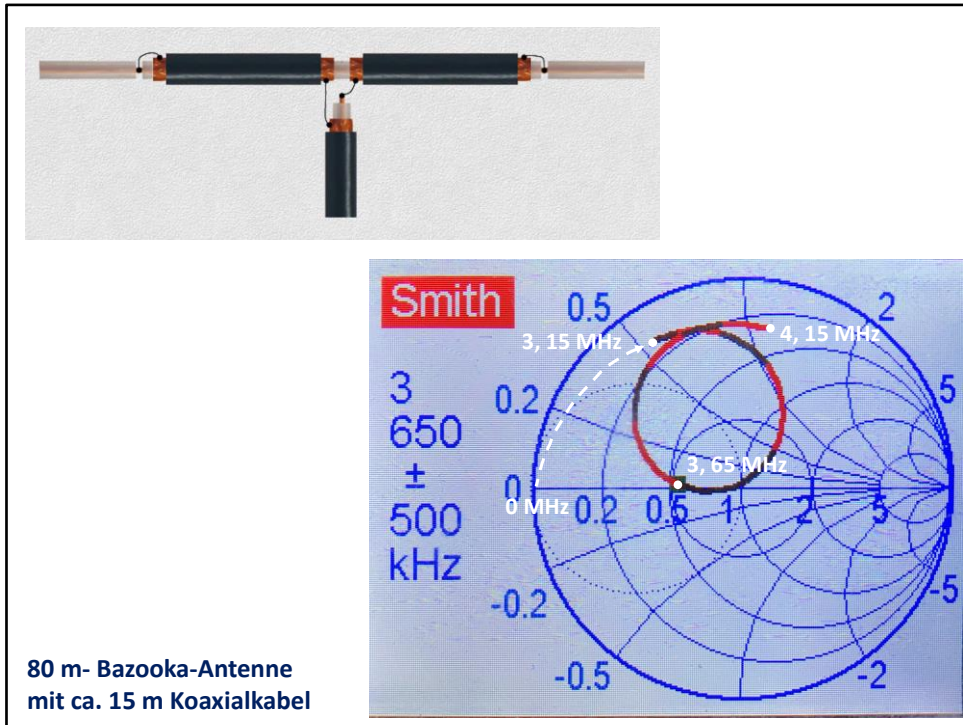 Smith
3
650
±
500
kHz
0.5
2
3, 15 MHz
4, 15 MHz
0.2
5
3, 65 MHz
0
0 MHz
0.2
0.5
1
2
5
-0.2
-5
-0.5
-2
80 m- Bazooka-Antenne
mit ca. 15 m Koaxialkabel